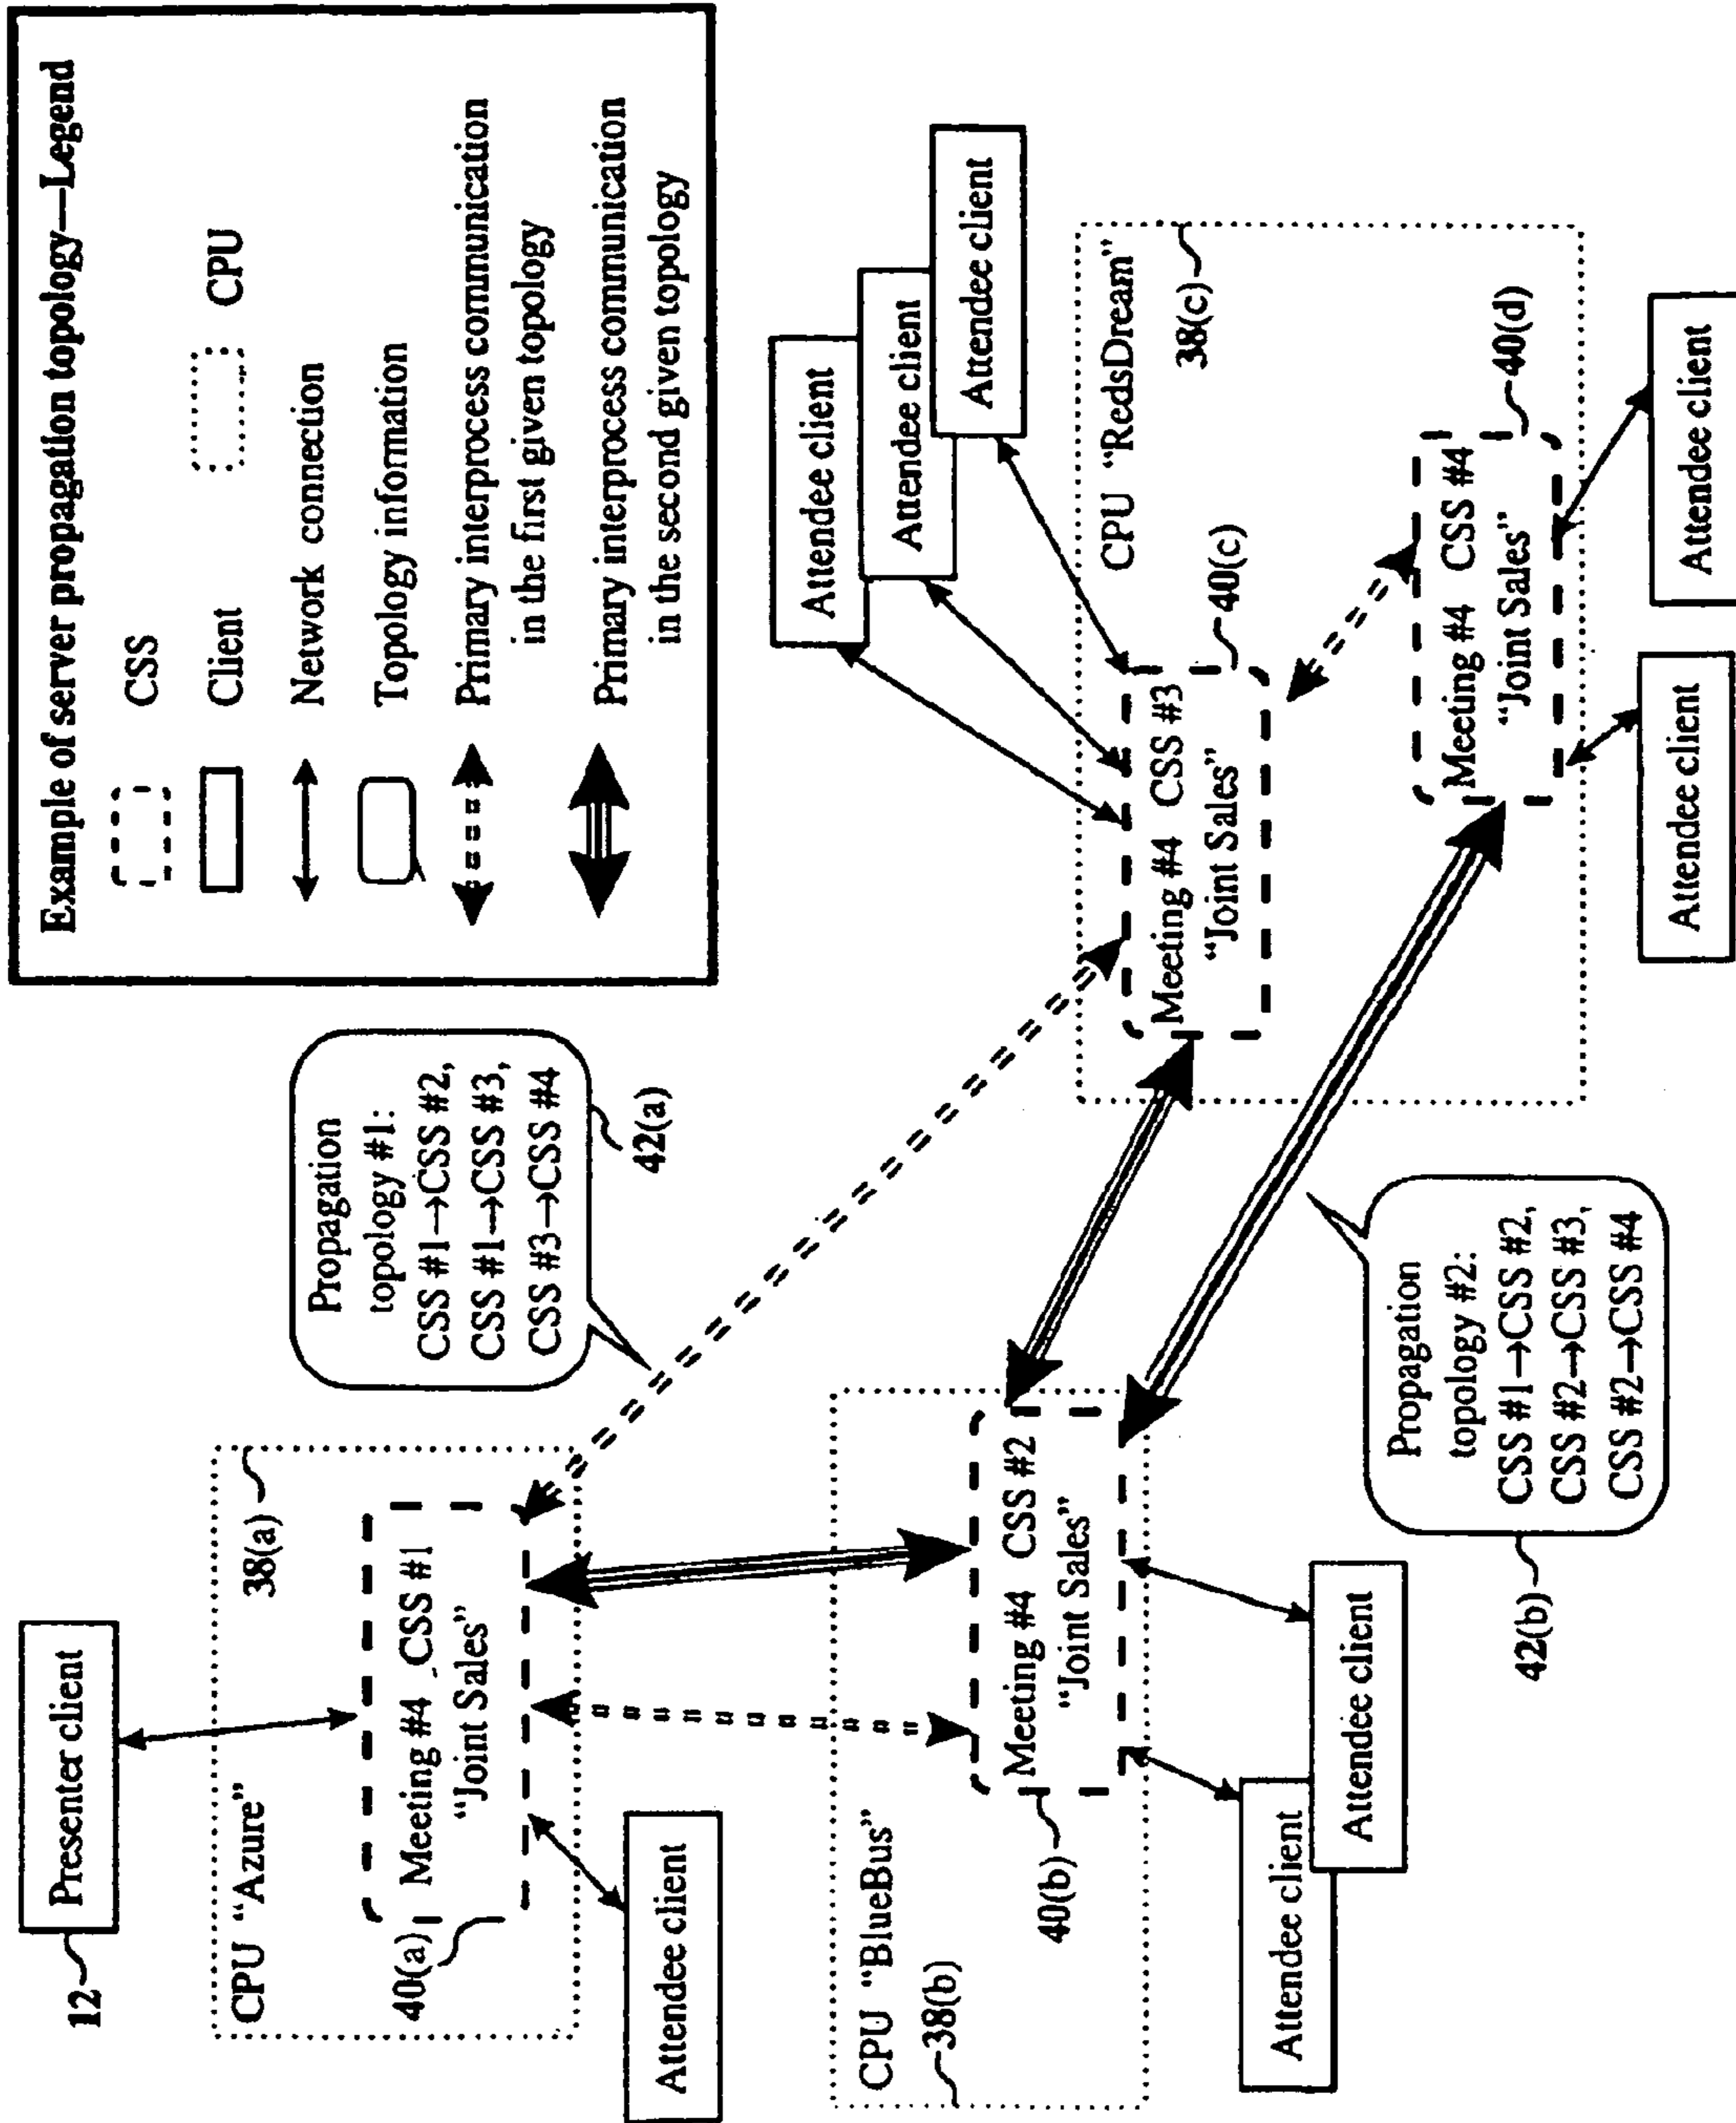 Example of server propagation topology—Legend
CSS
Client
CPU
Network connection
Topology information
Primary interprocess communication
in the first given topology
Primary interprocess communication
in the second given topology
12
Presenter client
CPU “Azure”
38(a)
40(a)
Meeting #4 CSS #1
“Joint Sales”
Attendee client
Propagation
topology #1:
CSS #1→CSS #2,
CSS #1→CSS #3,
CSS #3→CSS #4
42(a)
CPU “BlueBus”
38(b)
Meeting #4 CSS #2
“Joint Sales”
40(b)
Attendee client
Attendee client
Attendee client
Attendee client
Attendee client
CPU “RedsDream”
38(c)
Meeting #4 CSS #3
“Joint Sales”
40(c)
Meeting #4 CSS #4
“Joint Sales”
40(d)
Attendee client
Attendee client
Propagation
topology #2:
CSS #1→CSS #2,
CSS #2→CSS #3,
CSS #2→CSS #4
42(b)